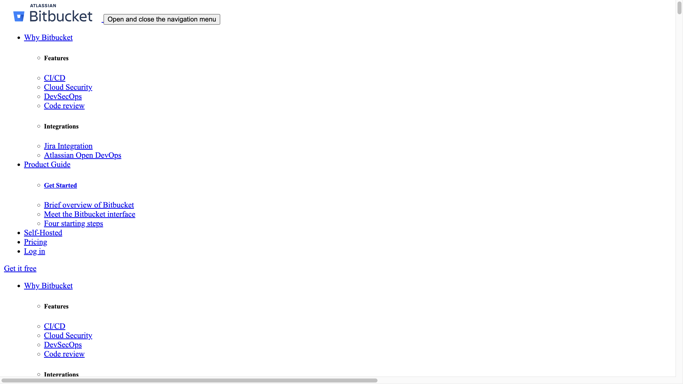 ATLASSIAN
Bitbucket
Open and close the navigation menu
Why Bitbucket
Features
CI/CD
Cloud Security
DevSecOps
Code review
Integrations
Jira Integration
Atlassian Open DevOps
Product Guide
Get Started
Brief overview of Bitbucket
Meet the Bitbucket interface
Four starting steps
Self-Hosted
Pricing
Log in
Get it free
Why Bitbucket
Features
CI/CD
Cloud Security
DevSecOps
Code review
Integrations